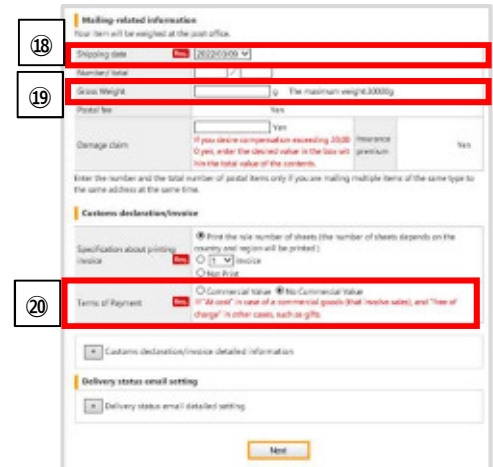 Mailing-related information
Your item will be weighed at the post office.
⑱
Shipping date Req. 2022/03/09
Number/ total /
⑲
Gross Weight g The maximum weight 30000g
Postal fee Yen
Damage claim Yen
If you desire compensation exceeding 20,00
0 yen, enter the desired value in the box wit
hin the total value of the contents.
Insurance
premium
Yen
Enter the number and the total number of postal items only if you are mailing multiple items of the same type to
the same address at the same time.
Customs declaration/invoice
Specification about printing
invoice Req.
Print the rule number of sheets (the number of sheets depends on the
country and region will be printed.)
1 invoice
Not Print
⑳
Terms of Payment Req.
Commercial Value No Commercial Value
If "At cost" in case of a commercial goods (that involve sales), and "free of
charge" in other cases, such as gifts.
+ Customs declaration/invoice detailed information
Delivery status email setting
+ Delivery status email detailed setting
Next